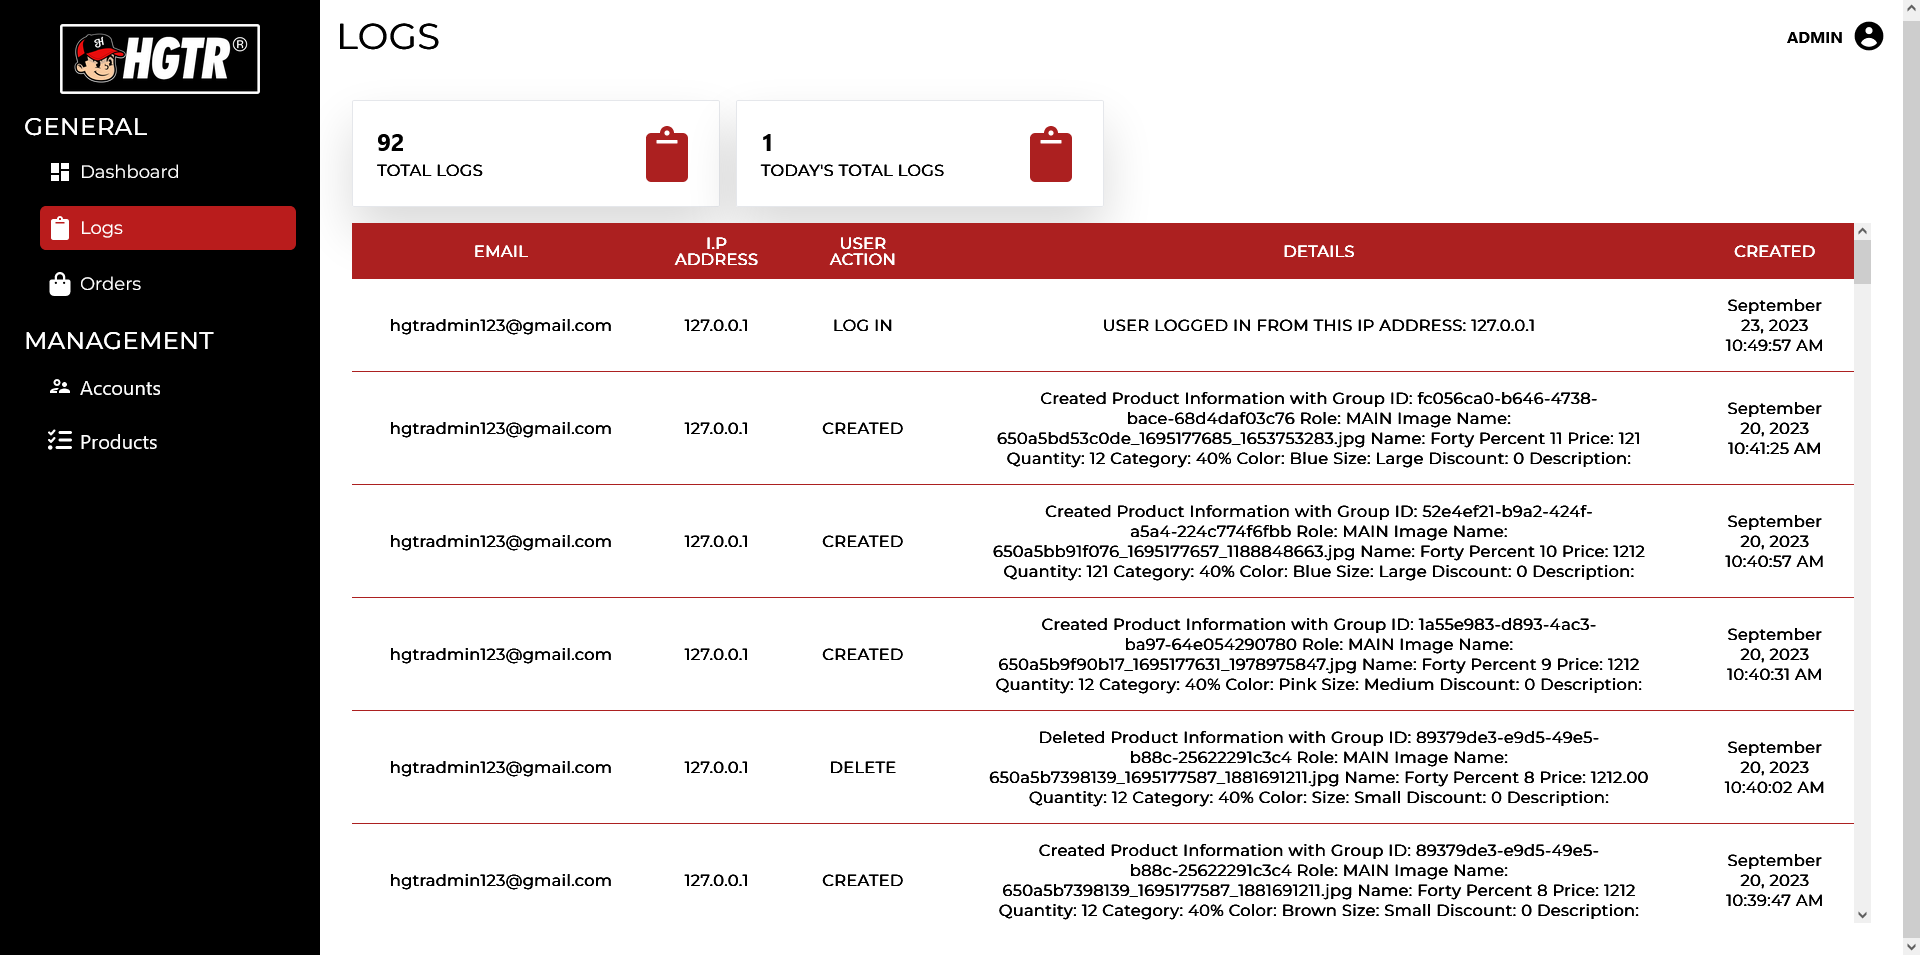 HGTR®
GENERAL
Dashboard
Logs
Orders
MANAGEMENT
Accounts
Products
LOGS
ADMIN
92
TOTAL LOGS
1
TODAY'S TOTAL LOGS
EMAIL
I.P
ADDRESS
USER
ACTION
DETAILS
CREATED
hgtradmin123@gmail.com
127.0.0.1
LOG IN
USER LOGGED IN FROM THIS IP ADDRESS: 127.0.0.1
September
23, 2023
10:49:57 AM
hgtradmin123@gmail.com
127.0.0.1
CREATED
Created Product Information with Group ID: fc056ca0-b646-4738-
bace-68d4daf03c76 Role: MAIN Image Name:
650a5bd53c0de_1695177685_1653753283.jpg Name: Forty Percent 11 Price: 121
Quantity: 12 Category: 40% Color: Blue Size: Large Discount: 0 Description:
September
20, 2023
10:41:25 AM
hgtradmin123@gmail.com
127.0.0.1
CREATED
Created Product Information with Group ID: 52e4ef21-b9a2-424f-
a5a4-224c774f6fbb Role: MAIN Image Name:
650a5bb91f076_1695177657_1188848663.jpg Name: Forty Percent 10 Price: 1212
Quantity: 121 Category: 40% Color: Blue Size: Large Discount: 0 Description:
September
20, 2023
10:40:57 AM
hgtradmin123@gmail.com
127.0.0.1
CREATED
Created Product Information with Group ID: 1a55e983-d893-4ac3-
ba97-64e054290780 Role: MAIN Image Name:
650a5b9f90b17_1695177631_1978975847.jpg Name: Forty Percent 9 Price: 1212
Quantity: 12 Category: 40% Color: Pink Size: Medium Discount: 0 Description:
September
20, 2023
10:40:31 AM
hgtradmin123@gmail.com
127.0.0.1
DELETE
Deleted Product Information with Group ID: 89379de3-e9d5-49e5-
b88c-25622291c3c4 Role: MAIN Image Name:
650a5b7398139_1695177587_1881691211.jpg Name: Forty Percent 8 Price: 1212.00
Quantity: 12 Category: 40% Color: Size: Small Discount: 0 Description:
September
20, 2023
10:40:02 AM
hgtradmin123@gmail.com
127.0.0.1
CREATED
Created Product Information with Group ID: 89379de3-e9d5-49e5-
b88c-25622291c3c4 Role: MAIN Image Name:
650a5b7398139_1695177587_1881691211.jpg Name: Forty Percent 8 Price: 1212
Quantity: 12 Category: 40% Color: Brown Size: Small Discount: 0 Description:
September
20, 2023
10:39:47 AM